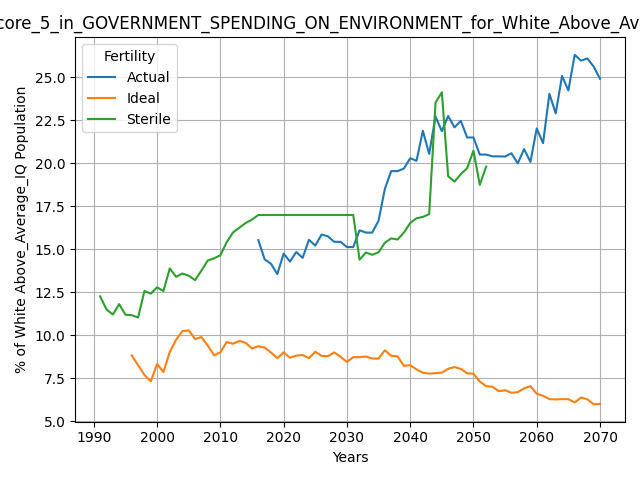 core_5_in_GOVERNMENT_SPENDING_ON_ENVIRONMENT_for_White_Above_Av
Fertility
Actual
Ideal
Sterile
% of White Above_Average_IQ Population
25.0
22.5
20.0
17.5
15.0
12.5
10.0
7.5
5.0
1990
2000
2010
2020
2030
2040
2050
2060
2070
Years